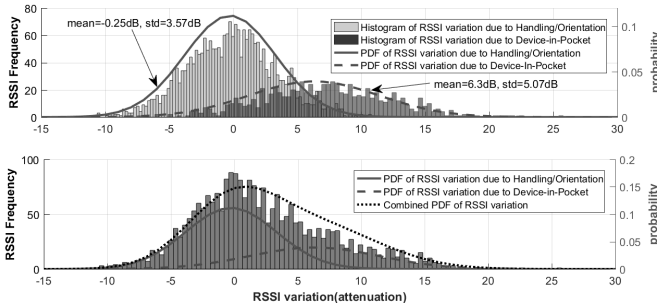 80
60
40
20
0
RSSI Frequency
mean=-0.25dB, std=3.57dB
Histogram of RSSI variation due to Handling/Orientation
Histogram of RSSI variation due to Device-in-Pocket
PDF of RSSI variation due to Handling/Orientation
PDF of RSSI variation due to Device-In-Pocket
mean=6.3dB, std=5.07dB
0.1
0.05
0
probability
-15 -10 -5 0 5 10 15 20 25 30
100
50
0
RSSI Frequency
PDF of RSSI variation due to Handling/Orientation
PDF of RSSI variation due to Device-in-Pocket
Combined PDF of RSSI variation
0.2
0.15
0.1
0.05
0
probability
-15 -10 -5 0 5 10 15 20 25 30
RSSI variation(attenuation)